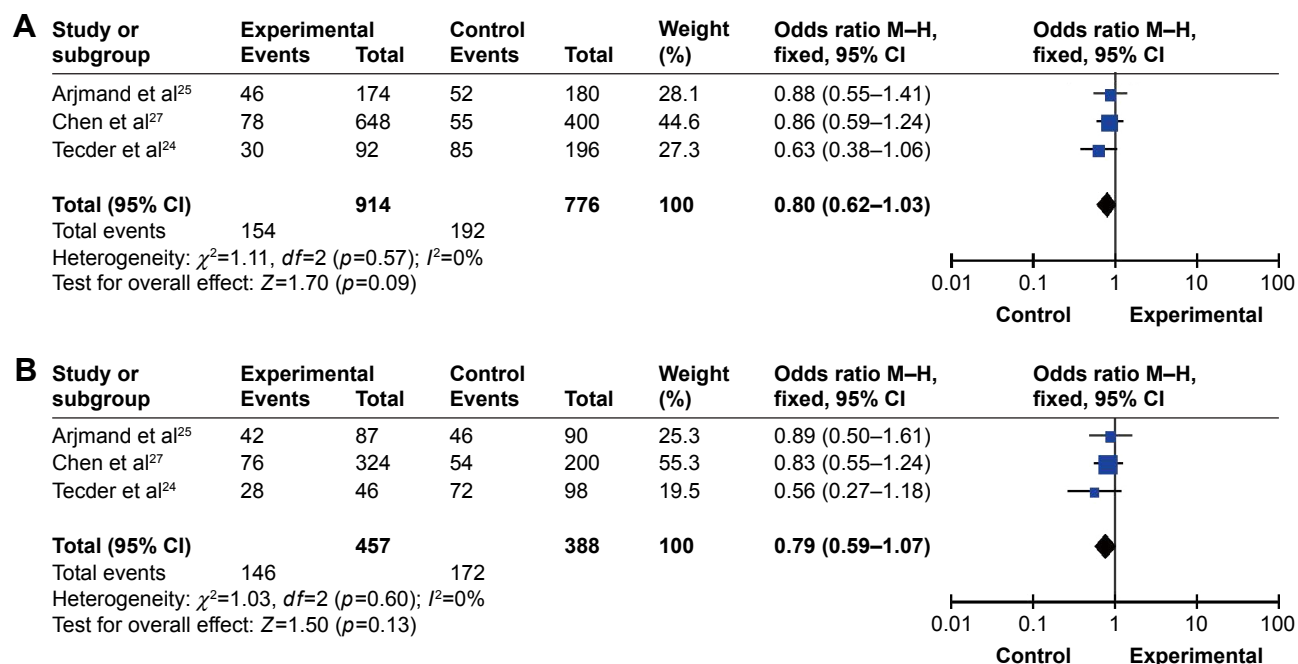 A Study or subgroup Experimental Events Total Control Events Total Weight (%) Odds ratio M–H, fixed, 95% CI Odds ratio M–H, fixed, 95% CI
Arjmand et al²⁵ 46 174 52 180 28.1 0.88 (0.55–1.41)
Chen et al²⁷ 78 648 55 400 44.6 0.86 (0.59–1.24)
Tecder et al²⁴ 30 92 85 196 27.3 0.63 (0.38–1.06)
Total (95% CI) 914 776 100 0.80 (0.62–1.03)
Total events 154 192
Heterogeneity: χ²=1.11, df=2 (p=0.57); I²=0%
Test for overall effect: Z=1.70 (p=0.09)
0.01 0.1 1 10 100
Control Experimental
B Study or subgroup Experimental Events Total Control Events Total Weight (%) Odds ratio M–H, fixed, 95% CI Odds ratio M–H, fixed, 95% CI
Arjmand et al²⁵ 42 87 46 90 25.3 0.89 (0.50–1.61)
Chen et al²⁷ 76 324 54 200 55.3 0.83 (0.55–1.24)
Tecder et al²⁴ 28 46 72 98 19.5 0.56 (0.27–1.18)
Total (95% CI) 457 388 100 0.79 (0.59–1.07)
Total events 146 172
Heterogeneity: χ²=1.03, df=2 (p=0.60); I²=0%
Test for overall effect: Z=1.50 (p=0.13)
0.01 0.1 1 10 100
Control Experimental